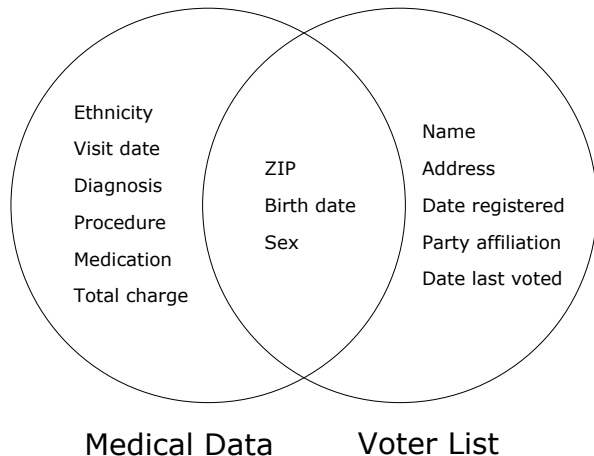 Ethnicity
Visit date
Diagnosis
Procedure
Medication
Total charge
ZIP
Birth date
Sex
Name
Address
Date registered
Party affiliation
Date last voted
Medical Data
Voter List